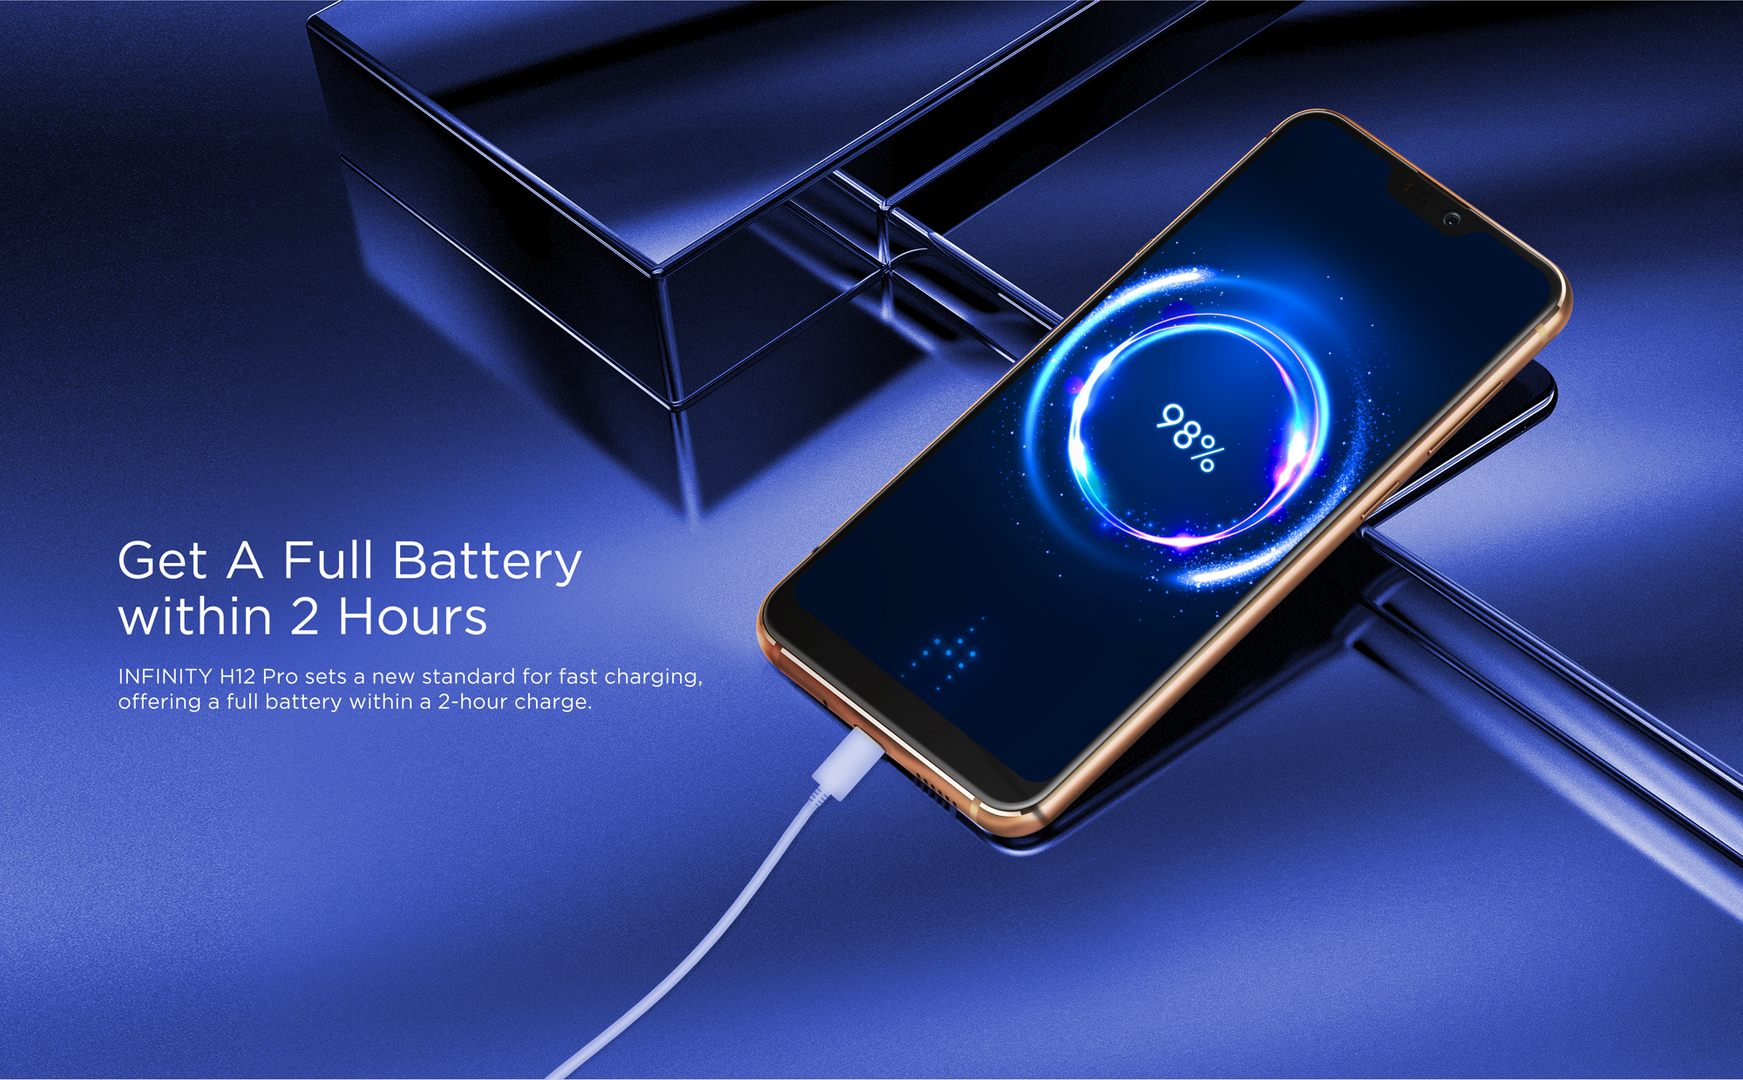 Get A Full Battery
within 2 Hours
INFINITY H12 Pro sets a new standard for fast charging,
offering a full battery within a 2-hour charge.
98%